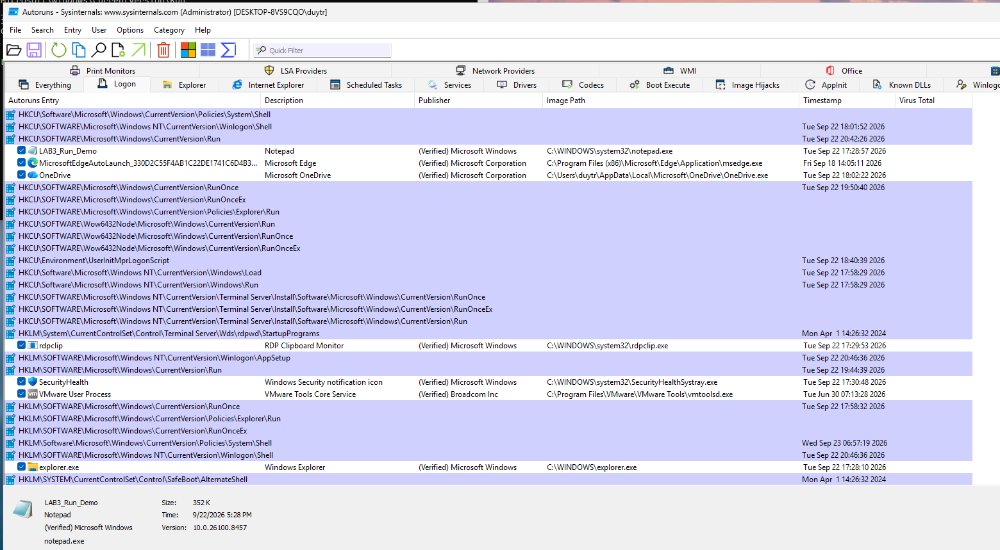 Autoruns - Sysinternals: www.sysinternals.com (Administrator) [DESKTOP-8VS9CQO\duytr]
File Search Entry User Options Category Help
Quick Filter
Print Monitors LSA Providers Network Providers WMI Office
Everything Logon Explorer Internet Explorer Scheduled Tasks Services Drivers Codecs Boot Execute Image Hijacks AppInit Known DLLs Winlogo
Autoruns Entry Description Publisher Image Path Timestamp Virus Total
HKCU\Software\Microsoft\Windows\CurrentVersion\Policies\System\Shell
HKCU\SOFTWARE\Microsoft\Windows NT\CurrentVersion\Winlogon\Shell Tue Sep 22 18:01:52 2026
HKCU\SOFTWARE\Microsoft\Windows\CurrentVersion\Run Tue Sep 22 20:42:26 2026
LAB3_Run_Demo Notepad (Verified) Microsoft Windows C:\WINDOWS\system32\notepad.exe Tue Sep 22 17:28:57 2026
MicrosoftEdgeAutoLaunch_330D2C55F4AB1C22DE1741C6D4B3... Microsoft Edge (Verified) Microsoft Corporation C:\Program Files (x86)\Microsoft\Edge\Application\msedge.exe Fri Sep 18 14:05:11 2026
OneDrive Microsoft OneDrive (Verified) Microsoft Corporation C:\Users\duytr\AppData\Local\Microsoft\OneDrive\OneDrive.exe Tue Sep 22 18:02:22 2026
HKCU\SOFTWARE\Microsoft\Windows\CurrentVersion\RunOnce Tue Sep 22 19:50:40 2026
HKCU\SOFTWARE\Microsoft\Windows\CurrentVersion\RunOnceEx
HKCU\SOFTWARE\Microsoft\Windows\CurrentVersion\Policies\Explorer\Run
HKCU\SOFTWARE\Wow6432Node\Microsoft\Windows\CurrentVersion\Run
HKCU\SOFTWARE\Wow6432Node\Microsoft\Windows\CurrentVersion\RunOnce
HKCU\SOFTWARE\Wow6432Node\Microsoft\Windows\CurrentVersion\RunOnceEx
HKCU\Environment\UserInitMprLogonScript Tue Sep 22 18:40:39 2026
HKCU\Software\Microsoft\Windows NT\CurrentVersion\Windows\Load Tue Sep 22 17:58:29 2026
HKCU\Software\Microsoft\Windows NT\CurrentVersion\Windows\Run Tue Sep 22 17:58:29 2026
HKCU\SOFTWARE\Microsoft\Windows NT\CurrentVersion\Terminal Server\Install\Software\Microsoft\Windows\CurrentVersion\RunOnce
HKCU\SOFTWARE\Microsoft\Windows NT\CurrentVersion\Terminal Server\Install\Software\Microsoft\Windows\CurrentVersion\RunOnceEx
HKCU\SOFTWARE\Microsoft\Windows NT\CurrentVersion\Terminal Server\Install\Software\Microsoft\Windows\CurrentVersion\Run
HKLM\System\CurrentControlSet\Control\Terminal Server\Wds\rdpwd\StartupPrograms Mon Apr 1 14:26:32 2024
rdpclip RDP Clipboard Monitor (Verified) Microsoft Windows C:\WINDOWS\system32\rdpclip.exe Tue Sep 22 17:29:53 2026
HKLM\SOFTWARE\Microsoft\Windows NT\CurrentVersion\Winlogon\AppSetup Tue Sep 22 20:46:36 2026
HKLM\SOFTWARE\Microsoft\Windows\CurrentVersion\Run Tue Sep 22 19:44:39 2026
SecurityHealth Windows Security notification icon (Verified) Microsoft Windows C:\WINDOWS\system32\SecurityHealthSystray.exe Tue Sep 22 17:30:48 2026
VMware User Process VMware Tools Core Service (Verified) Broadcom Inc C:\Program Files\VMware\VMware Tools\vmtoolsd.exe Tue Jun 30 07:13:28 2026
HKLM\SOFTWARE\Microsoft\Windows\CurrentVersion\RunOnce Tue Sep 22 17:58:32 2026
HKLM\SOFTWARE\Microsoft\Windows\CurrentVersion\Policies\Explorer\Run
HKLM\SOFTWARE\Microsoft\Windows\CurrentVersion\RunOnceEx
HKLM\Software\Microsoft\Windows\CurrentVersion\Policies\System\Shell Wed Sep 23 06:57:19 2026
HKLM\SOFTWARE\Microsoft\Windows NT\CurrentVersion\Winlogon\Shell Tue Sep 22 20:46:36 2026
explorer.exe Windows Explorer (Verified) Microsoft Windows C:\WINDOWS\explorer.exe Tue Sep 22 17:28:10 2026
HKLM\SYSTEM\CurrentControlSet\Control\SafeBoot\AlternateShell Mon Apr 1 14:26:32 2024
LAB3_Run_Demo Size: 352 K
Notepad Time: 9/22/2026 5:28 PM
(Verified) Microsoft Windows Version: 10.0.26100.8457
notepad.exe